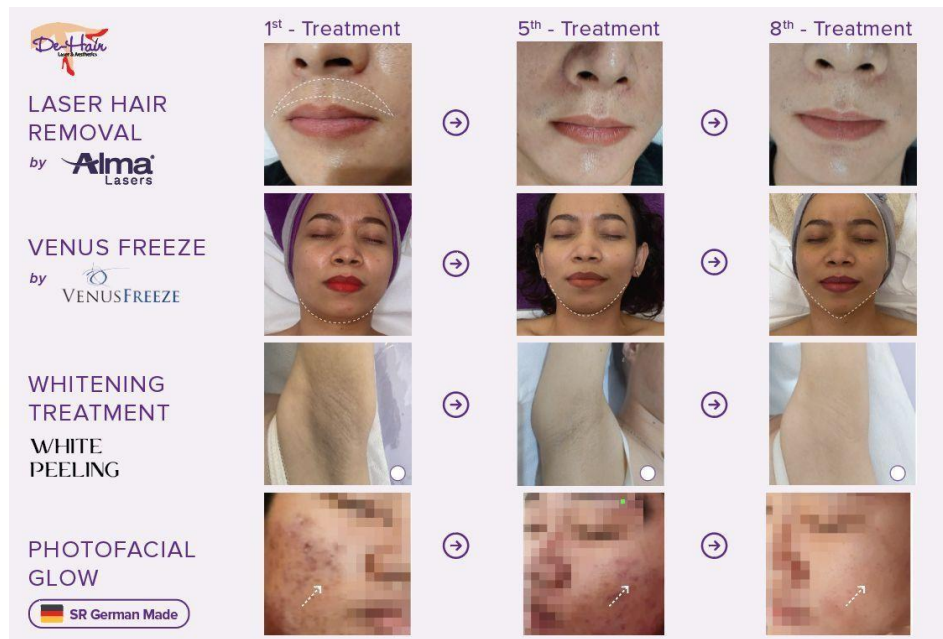 1st - Treatment
5th - Treatment
8th - Treatment
De-Hair
Laser & Aesthetics
LASER HAIR
REMOVAL
by Alma
Lasers
VENUS FREEZE
by VENUSFREEZE
WHITENING
TREATMENT
WHITE
PEELING
PHOTOFACIAL
GLOW
SR German Made